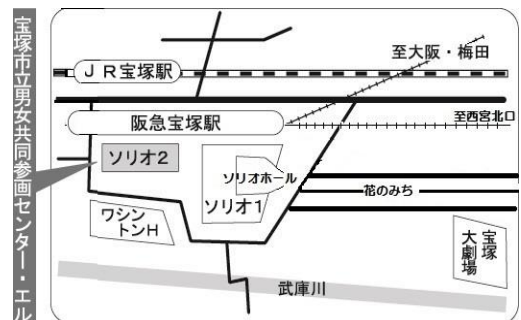 宝塚市立男女共同参画センター・エル
至大阪・梅田
JR宝塚駅
阪急宝塚駅
至西宮北口
ソリオ2
ソリオホール
ソリオ1
花のみち
ワシン
トンH
宝塚
大劇場
武庫川